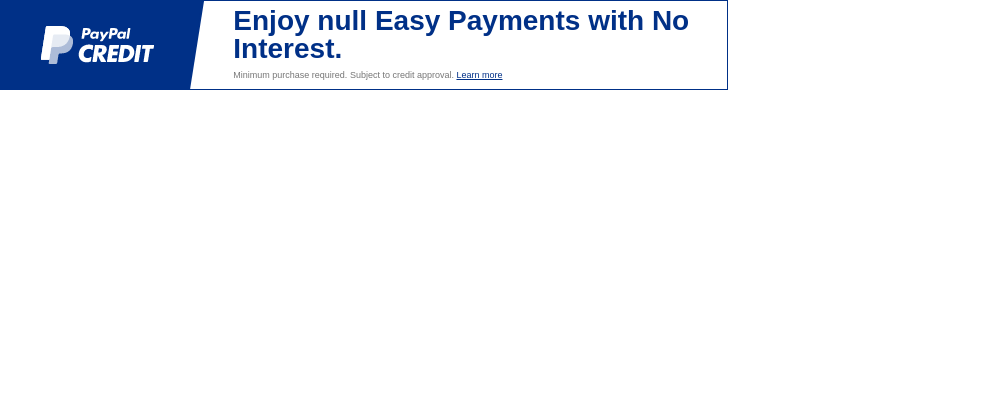 PayPal
CREDIT
Enjoy null Easy Payments with No
Interest.
Minimum purchase required. Subject to credit approval. Learn more